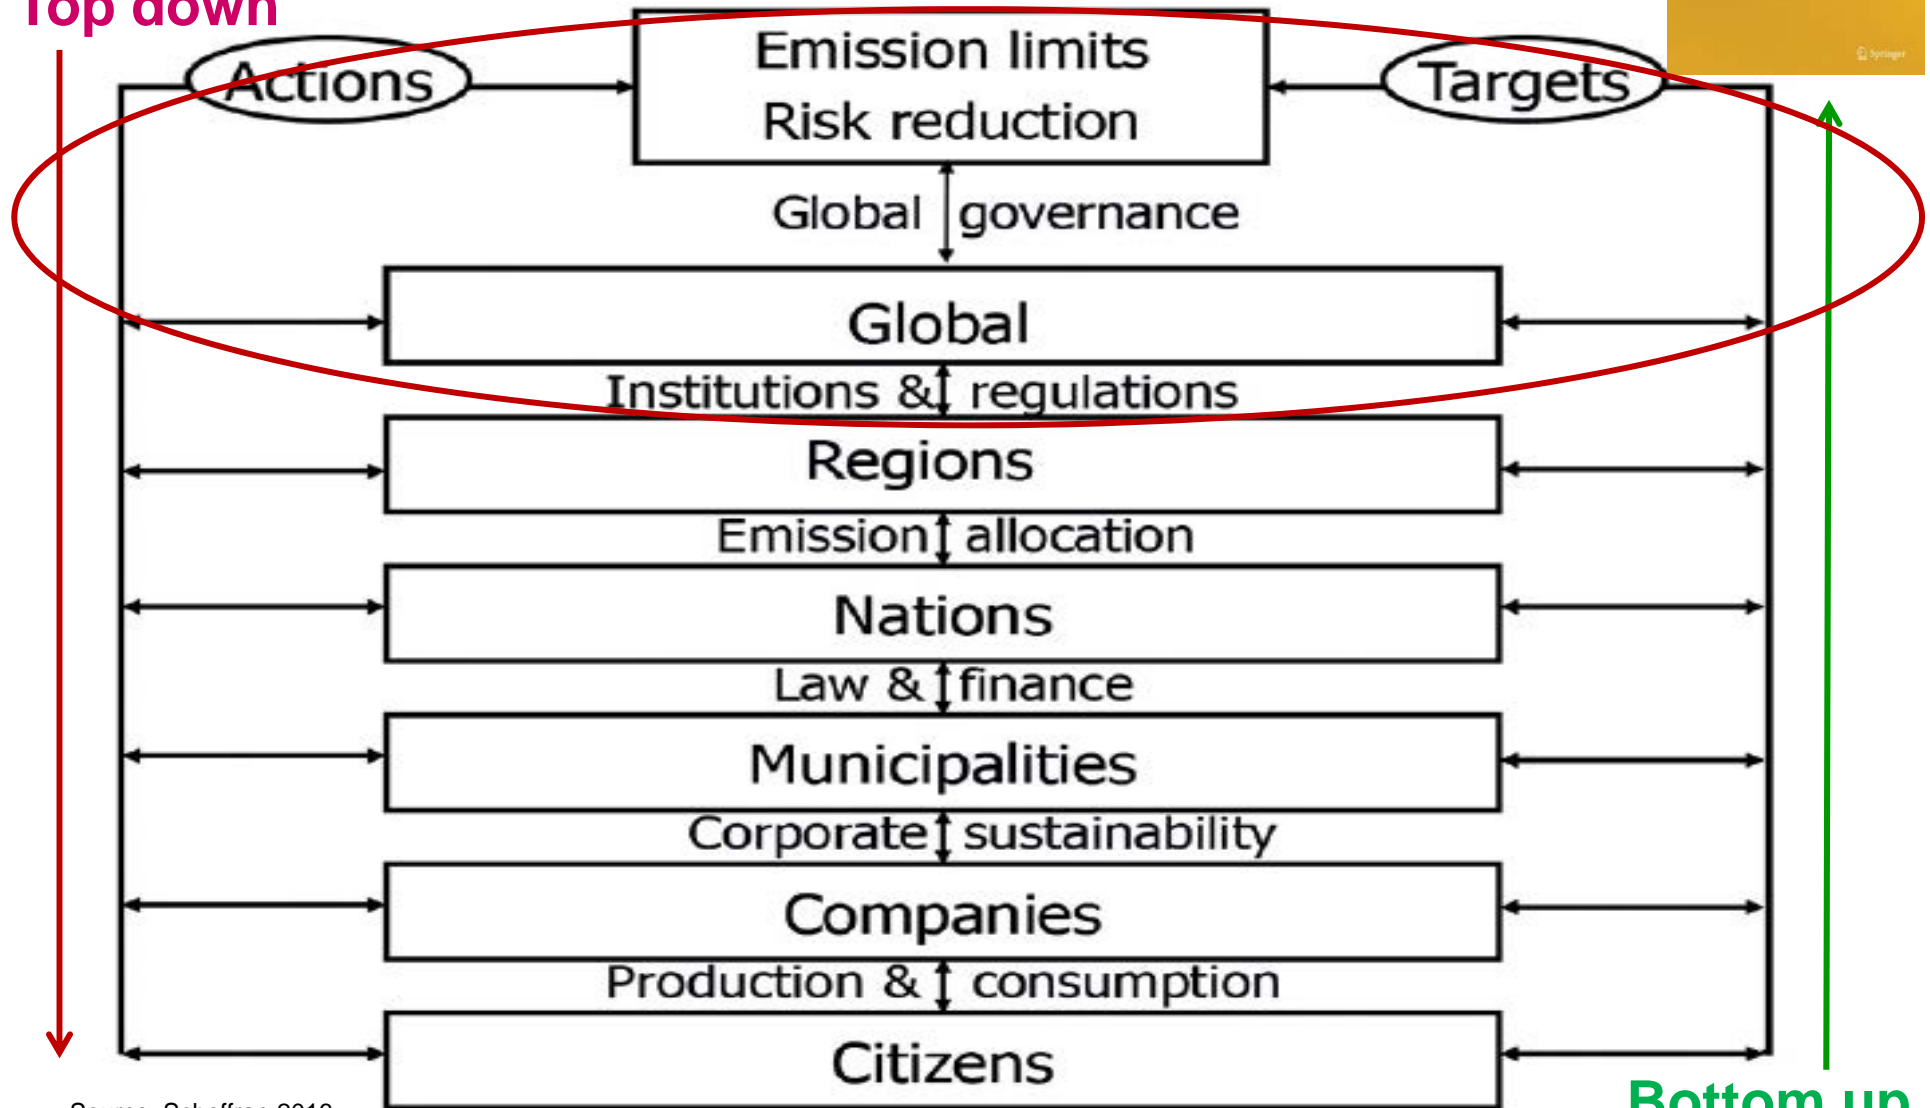 Top down
Springer
Actions
Emission limits
Risk reduction
Targets
Global governance
Global
Institutions & regulations
Regions
Emission allocation
Nations
Law & finance
Municipalities
Corporate sustainability
Companies
Production & consumption
Citizens
Bottom up